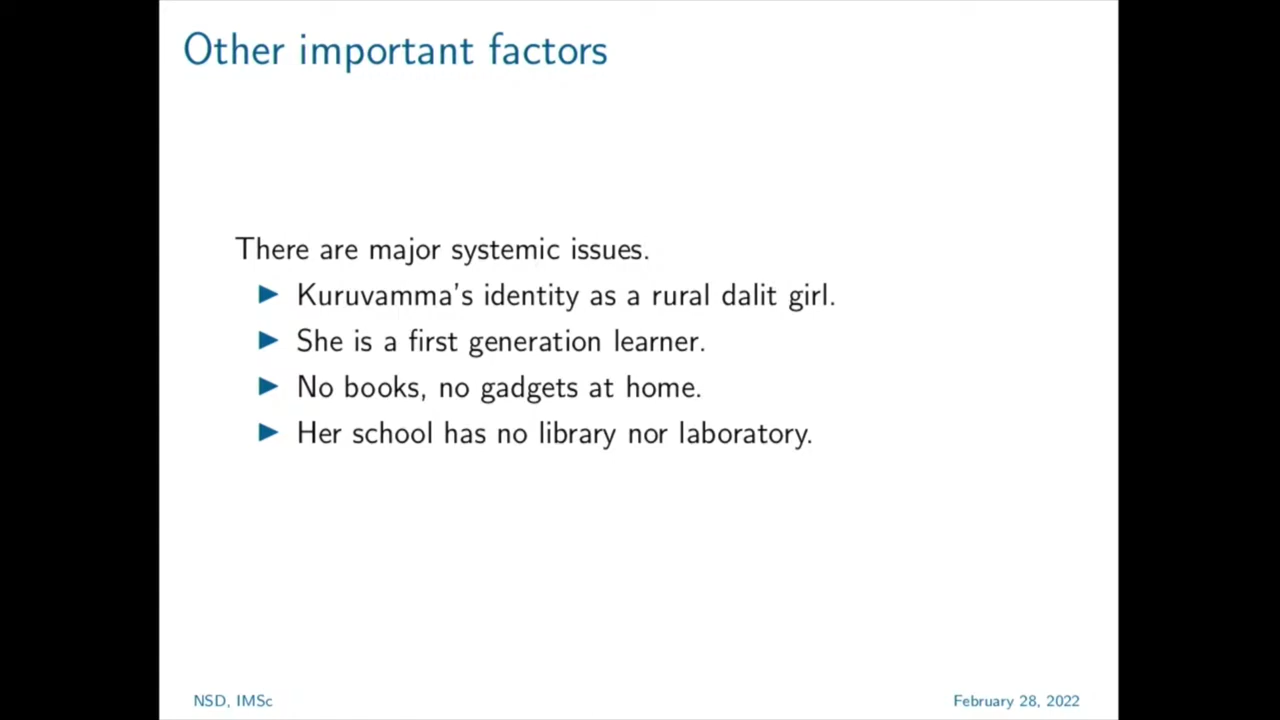 Other important factors
There are major systemic issues.
Kuruvamma's identity as a rural dalit girl.
She is a first generation learner.
No books, no gadgets at home.
Her school has no library nor laboratory.
NSD, IMSc
February 28, 2022